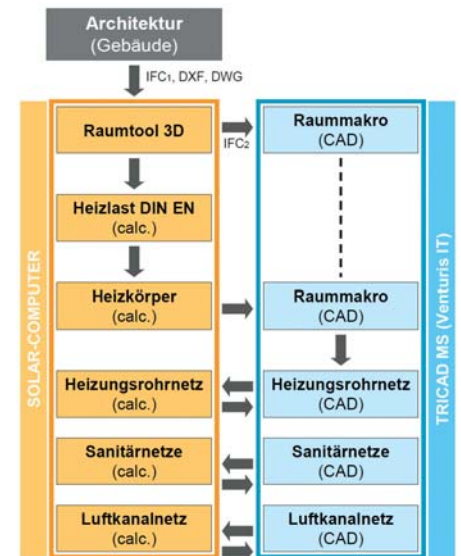 Architektur
(Gebäude)
IFC₁, DXF, DWG
SOLAR-COMPUTER
Raumtool 3D
IFC₂
Raummakro
(CAD)
Heizlast DIN EN
(calc.)
Heizkörper
(calc.)
Raummakro
(CAD)
Heizungsrohrnetz
(calc.)
Heizungsrohrnetz
(CAD)
Sanitärnetze
(calc.)
Sanitärnetze
(CAD)
Luftkanalnetz
(calc.)
Luftkanalnetz
(CAD)
TRICAD MS (Venturis IT)